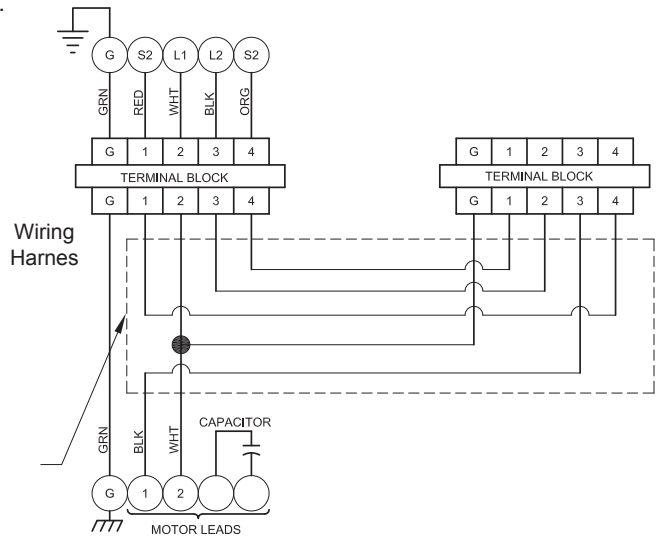 G S2 L1 L2 S2
GRN RED WHT BLK ORG
G 1 2 3 4
TERMINAL BLOCK
G 1 2 3 4
G 1 2 3 4
TERMINAL BLOCK
G 1 2 3 4
Wiring
Harnes
CAPACITOR
GRN BLK WHT
G 1 2
MOTOR LEADS